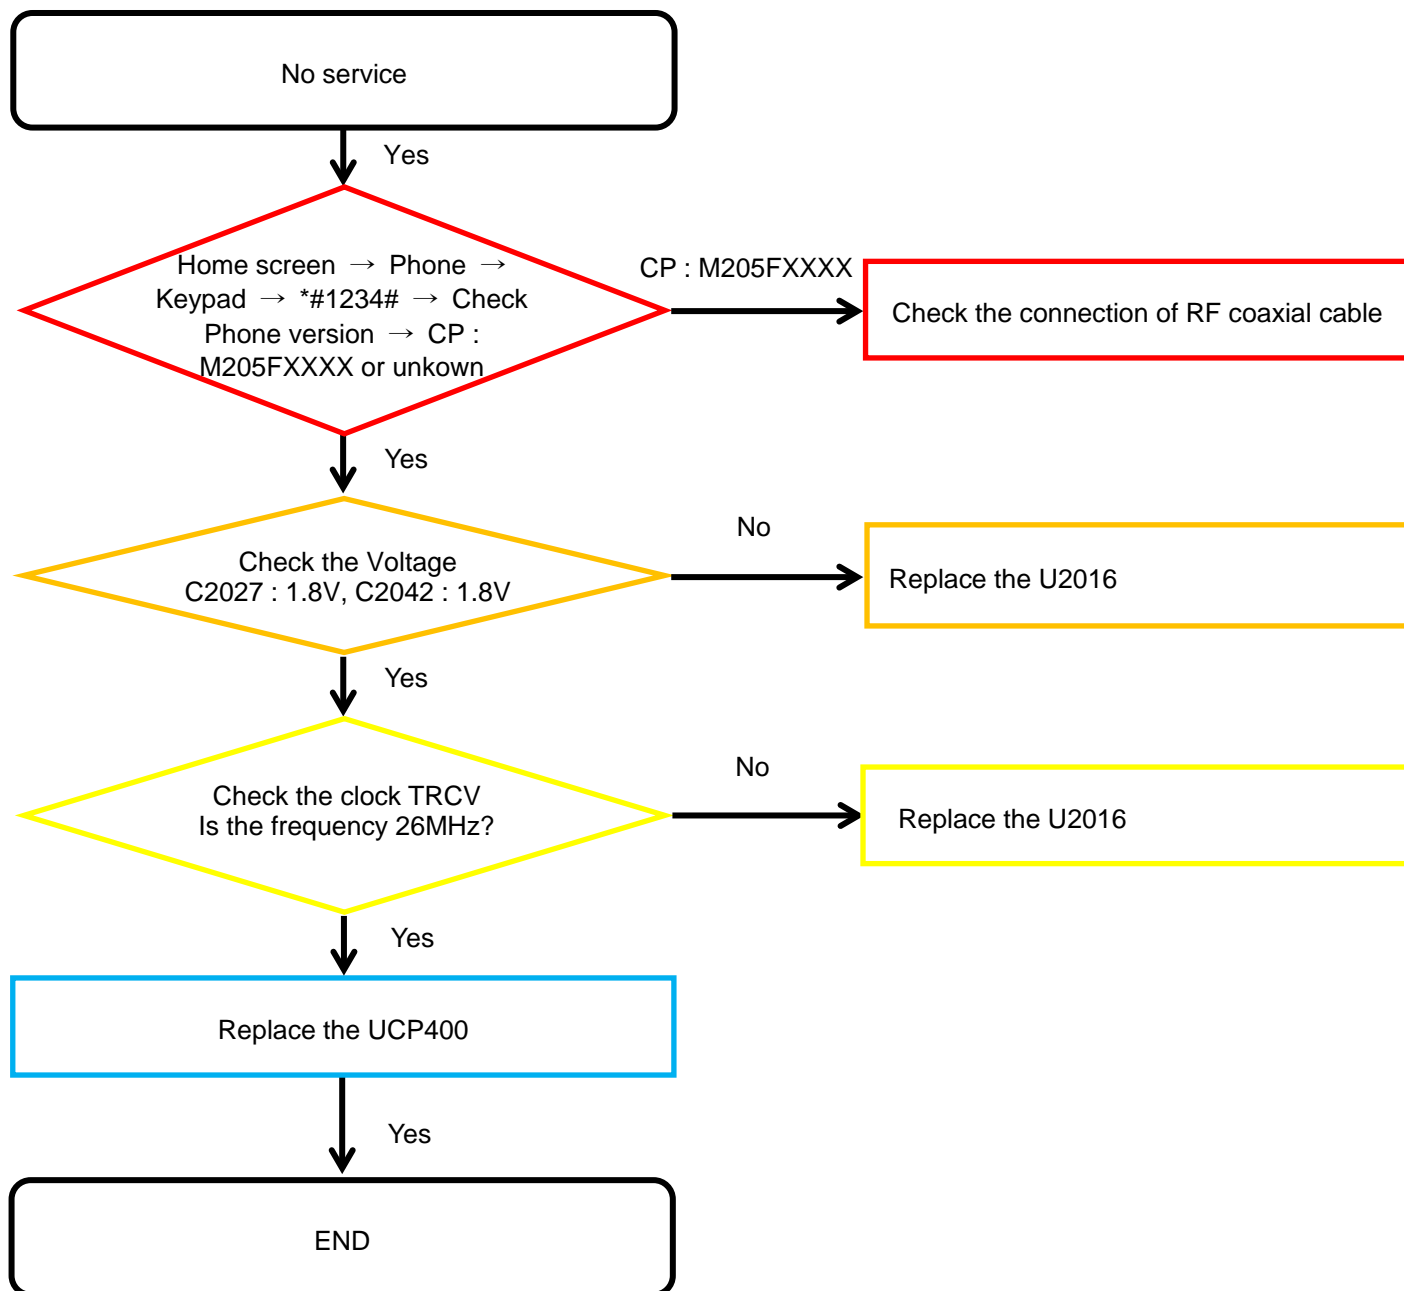 No service
Yes
Home screen → Phone →
Keypad → *#1234# → Check
Phone version → CP :
M205FXXXX or unkown
CP : M205FXXXX
Check the connection of RF coaxial cable
Yes
Check the Voltage
C2027 : 1.8V, C2042 : 1.8V
No
Replace the U2016
Yes
Check the clock TRCV
Is the frequency 26MHz?
No
Replace the U2016
Yes
Replace the UCP400
Yes
END